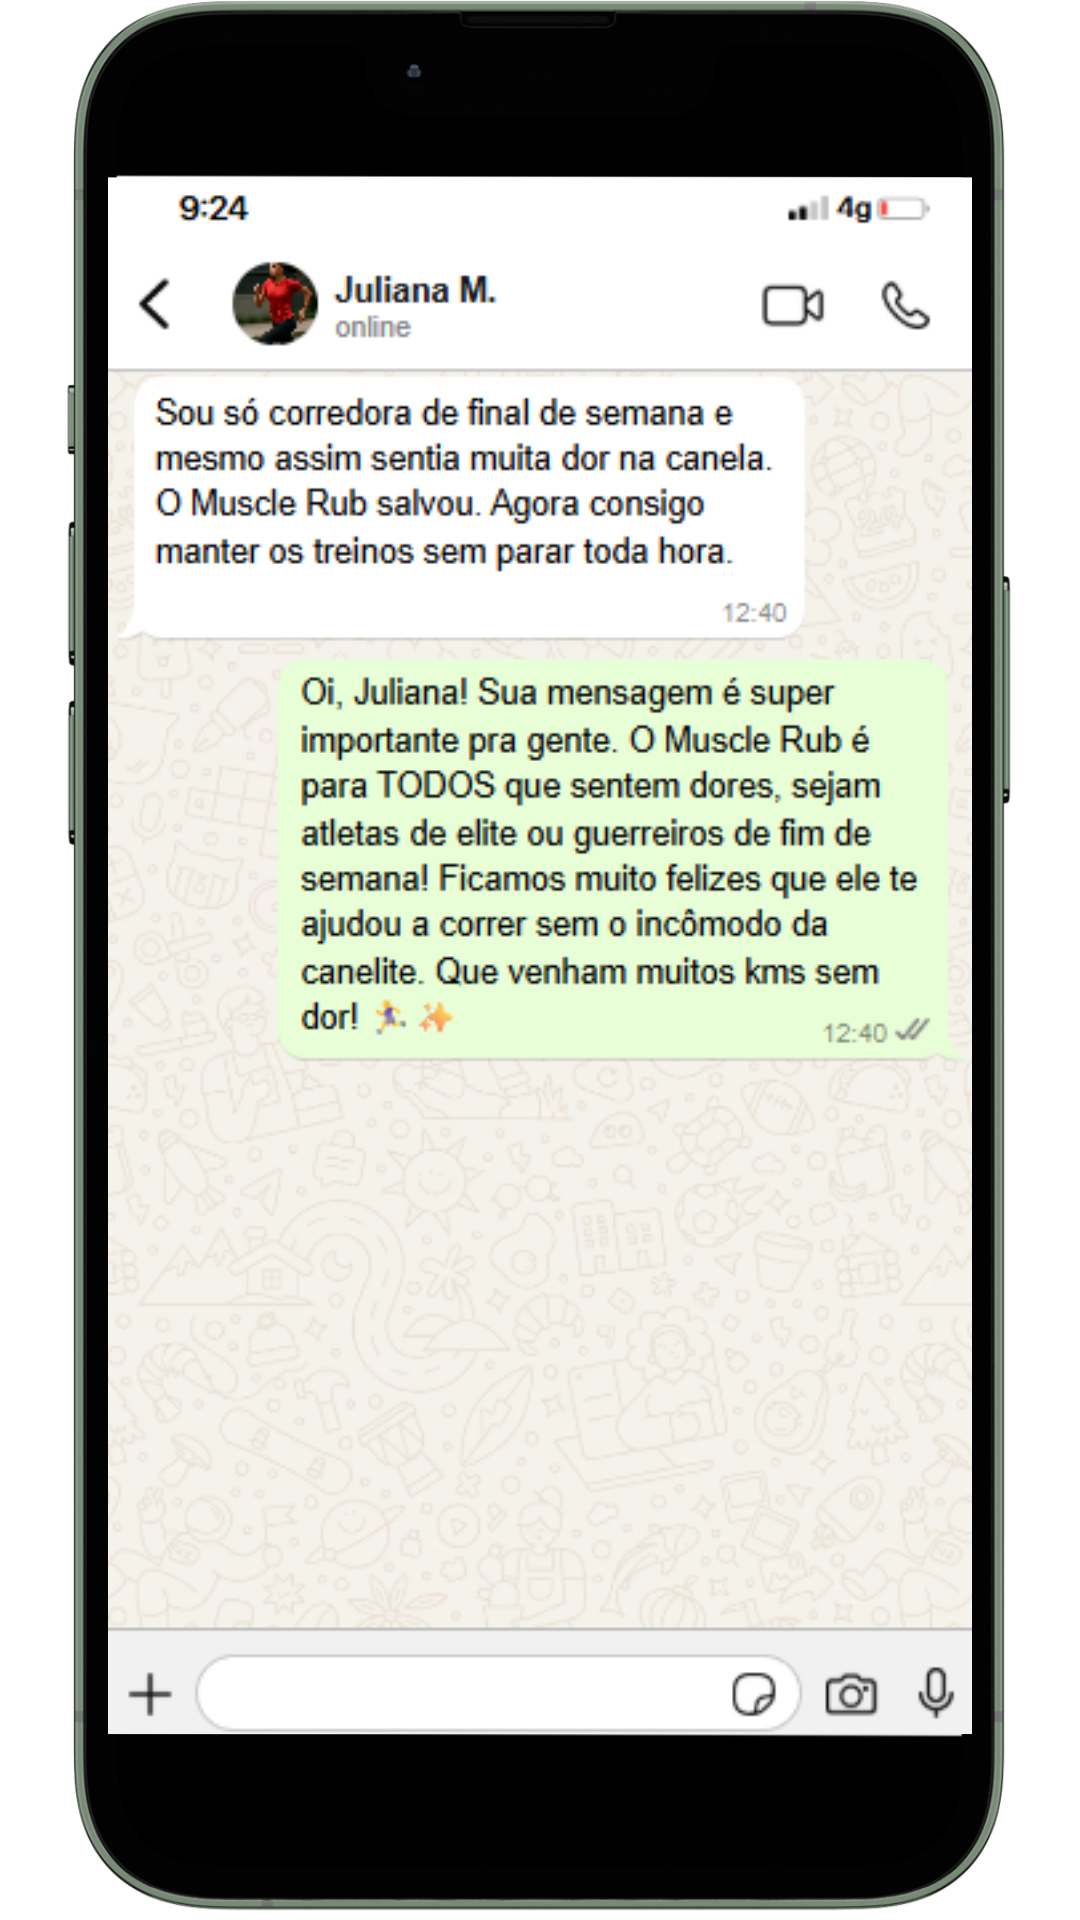 9:24
4g
Juliana M.
online
Sou só corredora de final de semana e
mesmo assim sentia muita dor na canela.
O Muscle Rub salvou. Agora consigo
manter os treinos sem parar toda hora.
12:40
Oi, Juliana! Sua mensagem é super
importante pra gente. O Muscle Rub é
para TODOS que sentem dores, sejam
atletas de elite ou guerreiros de fim de
semana! Ficamos muito felizes que ele te
ajudou a correr sem o incômodo da
canelite. Que venham muitos kms sem
dor! 🏃‍♀️ ✨
12:40